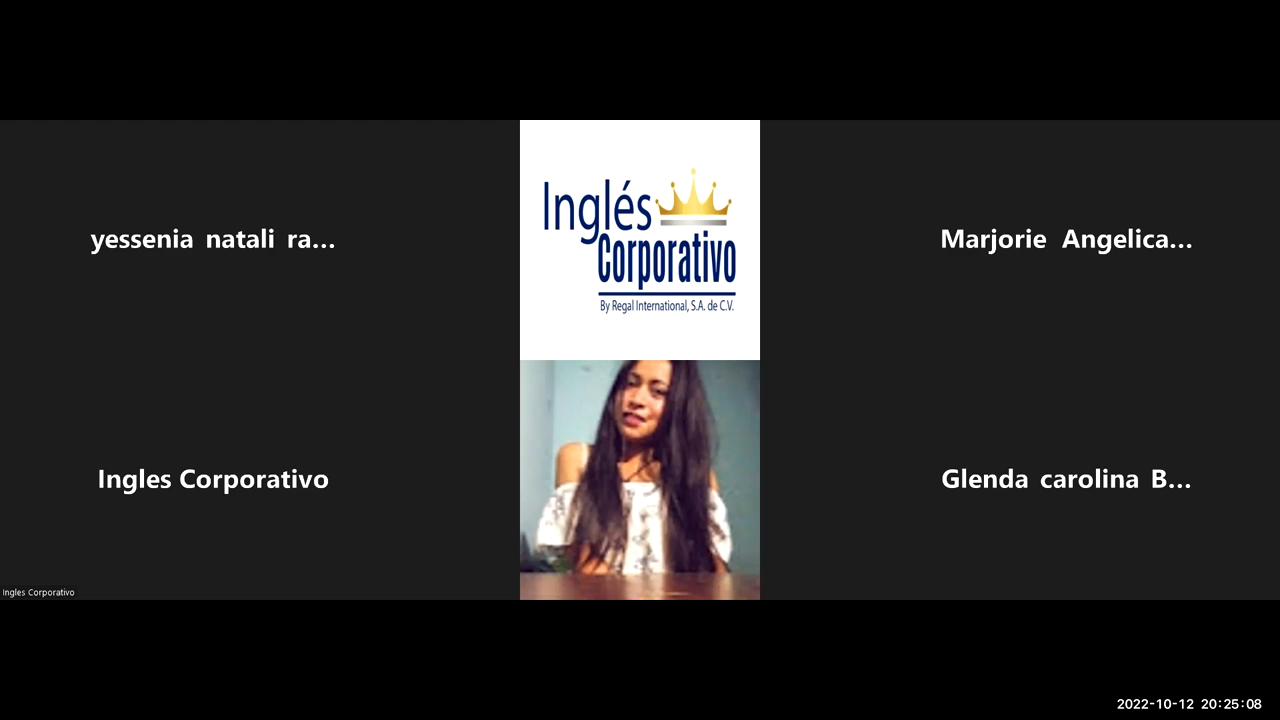 yessenia natali ra...
Inglés
Corporativo
By Regal International, S.A. de C.V.
Marjorie Angelica...
Ingles Corporativo
Glenda carolina B...
Ingles Corporativo
2022-10-12 20:25:08